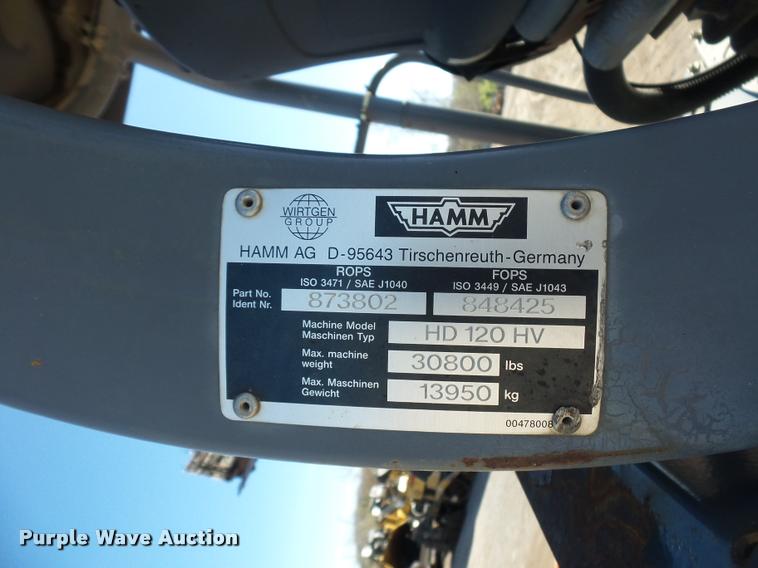 WIRTGEN
GROUP
HAMM
HAMM AG D-95643 Tirschenreuth-Germany
ROPS
ISO 3471 / SAE J1040
FOPS
ISO 3449 / SAE J1043
Part No.
Ident Nr.
873802
848425
Machine Model
Maschinen Typ
HD 120 HV
Max. machine
weight
30800 lbs
Max. Maschinen
Gewicht
13950 kg
Purple Wave Auction